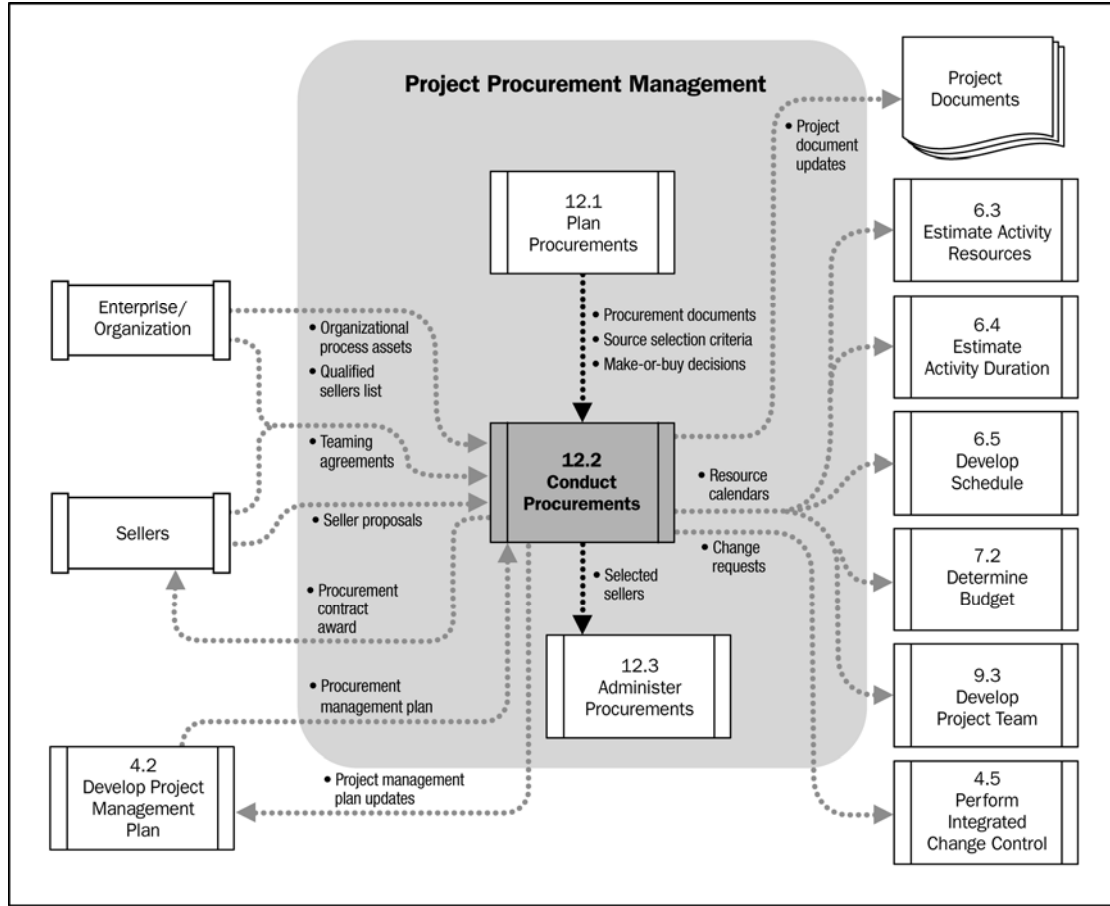 Project Procurement Management
Project
Documents
• Project
document
updates
12.1
Plan
Procurements
6.3
Estimate Activity
Resources
Enterprise/
Organization
• Organizational
process assets
• Qualified
sellers list
• Procurement documents
• Source selection criteria
• Make-or-buy decisions
6.4
Estimate
Activity Duration
• Teaming
agreements
12.2
Conduct
Procurements
• Resource
calendars
6.5
Develop
Schedule
Sellers
• Seller proposals
• Change
requests
• Procurement
contract
award
• Selected
sellers
7.2
Determine
Budget
12.3
Administer
Procurements
9.3
Develop
Project Team
• Procurement
management plan
4.2
Develop Project
Management
Plan
• Project management
plan updates
4.5
Perform
Integrated
Change Control